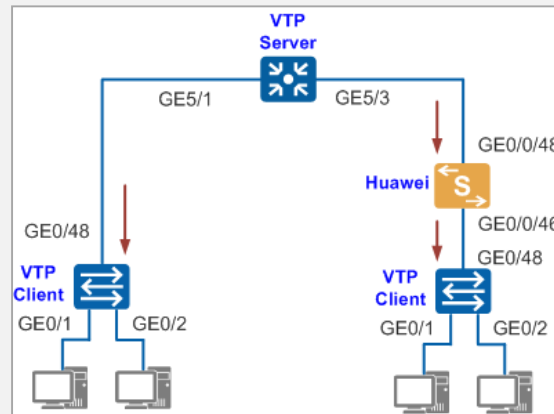 VTP
Server
GE5/1
GE5/3
GE0/0/48
Huawei
S
GE0/0/46
GE0/48
GE0/48
VTP
Client
VTP
Client
GE0/1
GE0/2
GE0/1
GE0/2